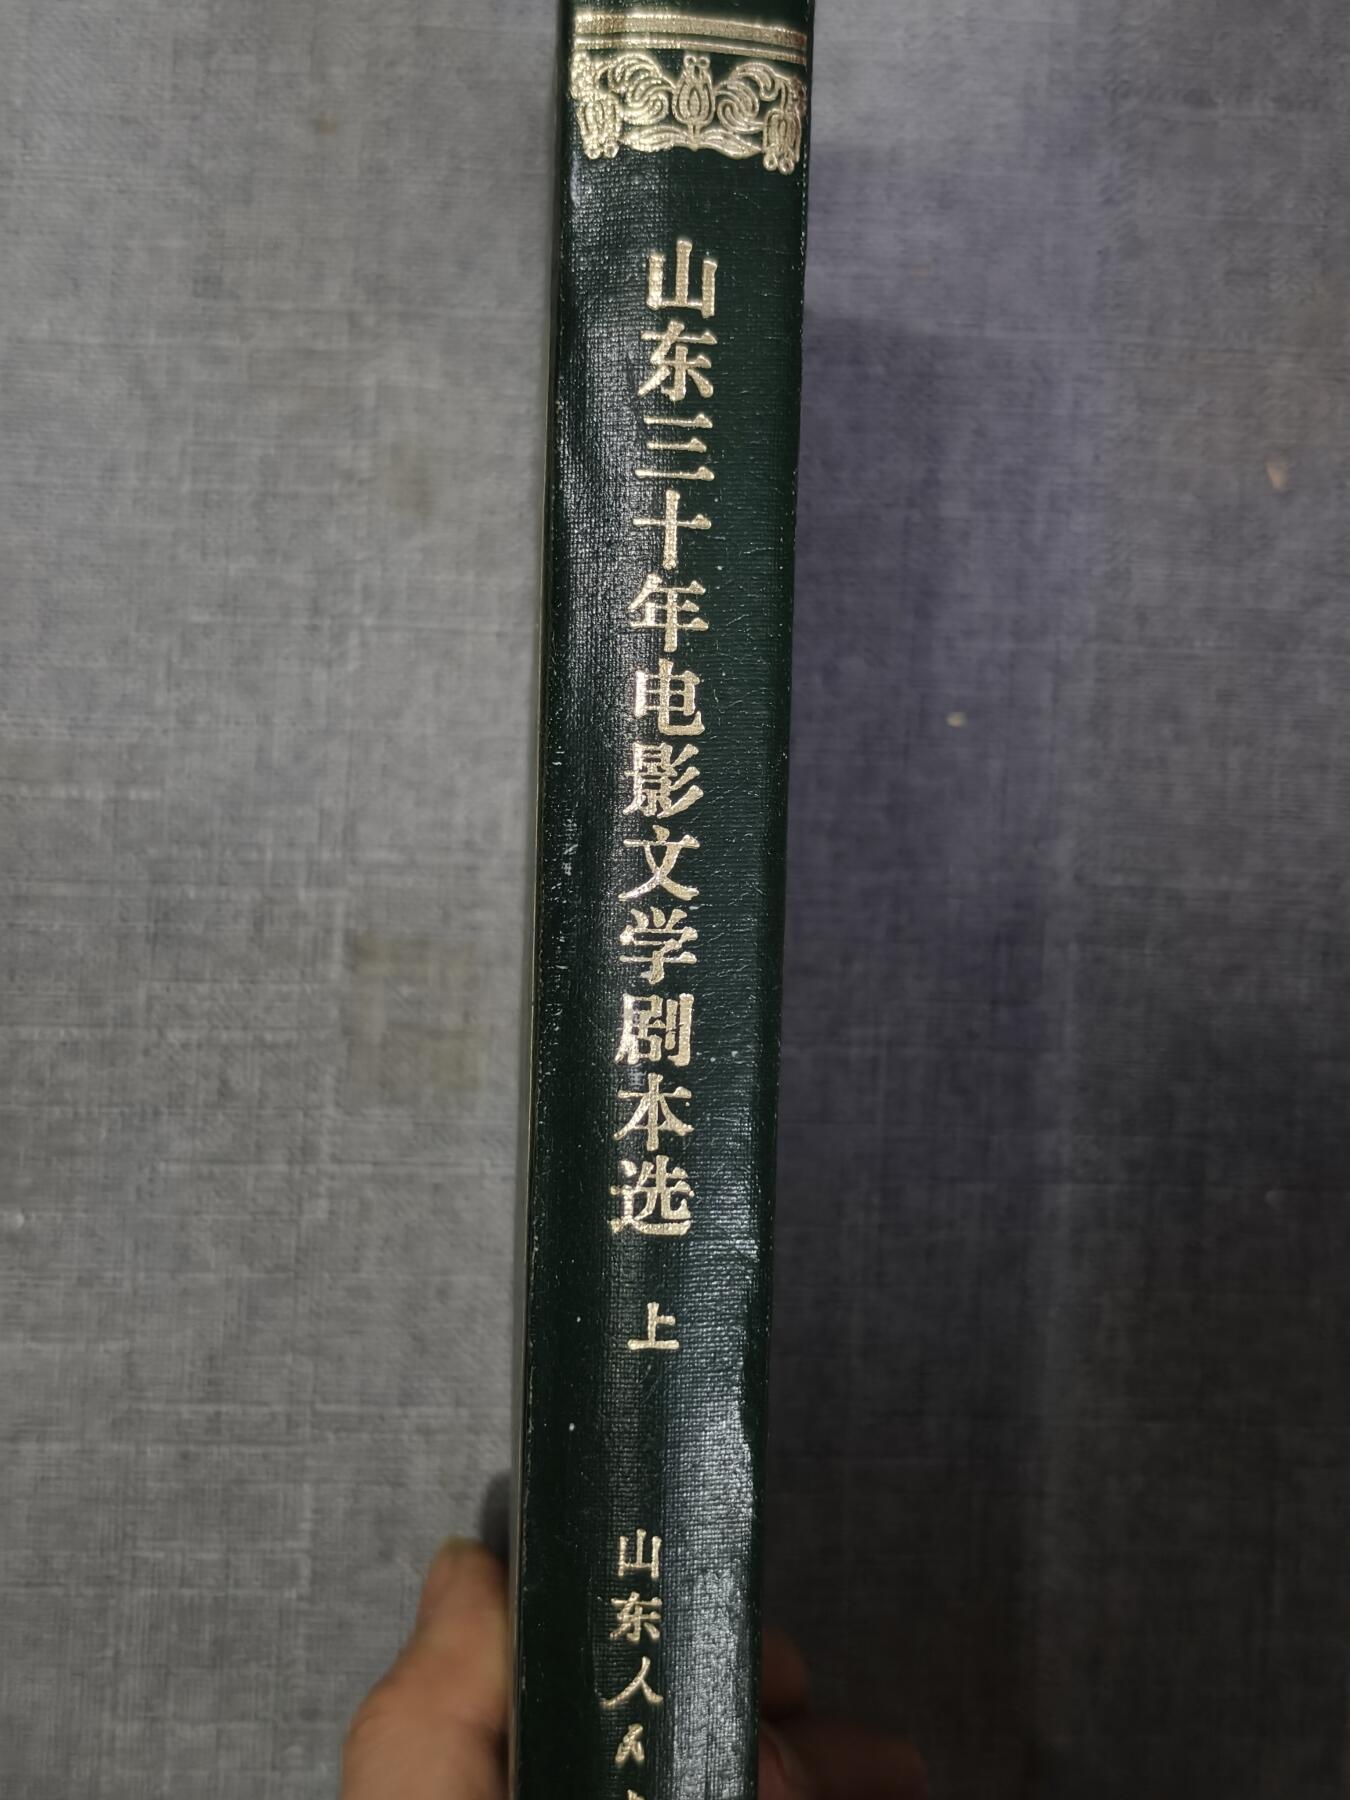 山东三十年电影文学剧本选
上
山东人民